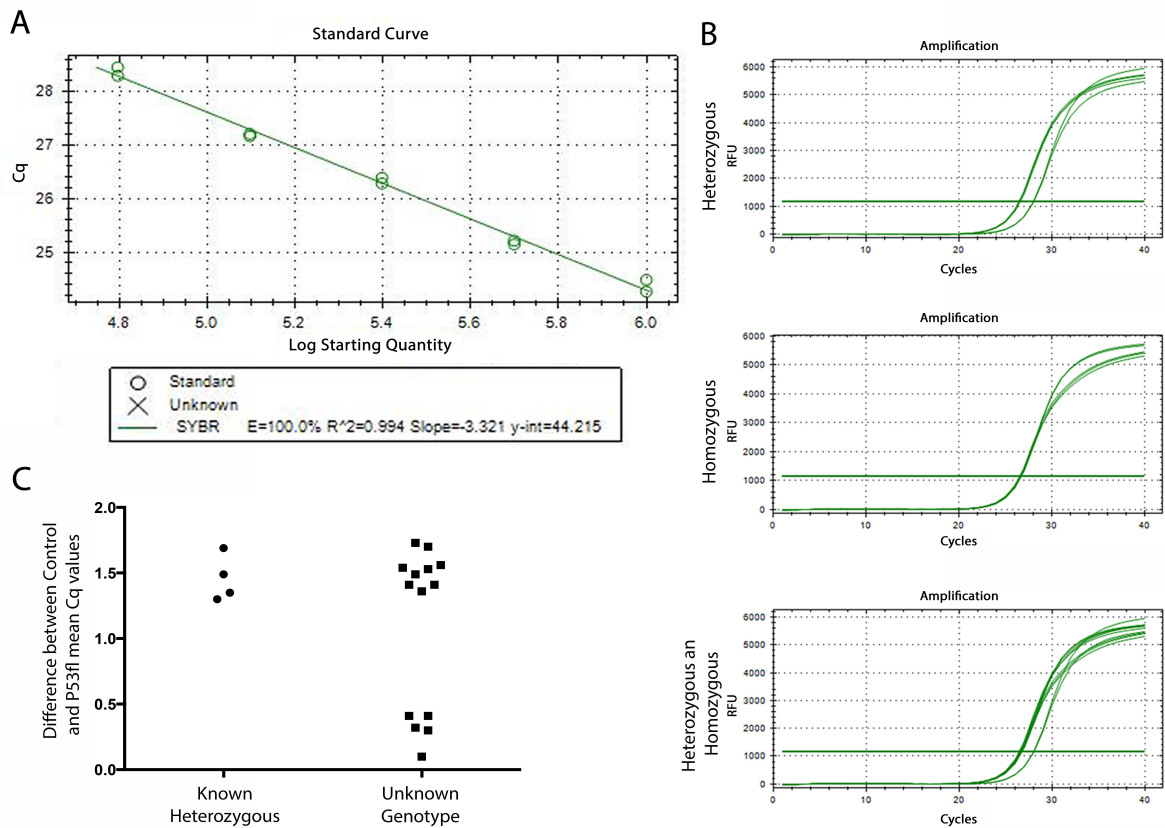 A
Standard Curve
Cq
28
27
26
25
4.8 5.0 5.2 5.4 5.6 5.8 6.0
Log Starting Quantity
Standard
Unknown
SYBR E=100.0% R^2=0.994 Slope=-3.321 y-int=44.215
B
Amplification
Heterozygous
RFU
6000
5000
4000
3000
2000
1000
0
0 10 20 30 40
Cycles
Amplification
Homozygous
RFU
6000
5000
4000
3000
2000
1000
0
0 10 20 30 40
Cycles
Amplification
Heterozygous an
Homozygous
RFU
6000
5000
4000
3000
2000
1000
0
0 10 20 30 40
Cycles
C
Difference between Control
and P53fl mean Cq values
2.0
1.5
1.0
0.5
0.0
Known
Heterozygous
Unknown
Genotype